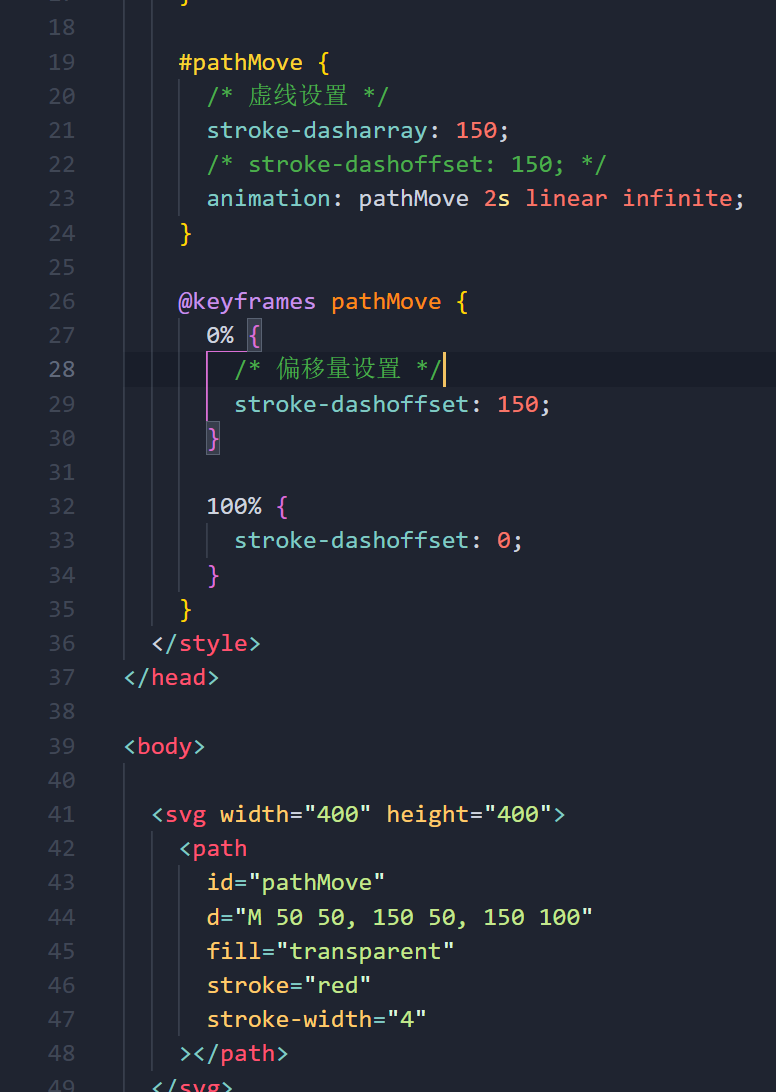 18
19 #pathMove {
20 /* 虚线设置 */
21 stroke-dasharray: 150;
22 /* stroke-dashoffset: 150; */
23 animation: pathMove 2s linear infinite;
24 }
25
26 @keyframes pathMove {
27 0% {
28 /* 偏移量设置 */
29 stroke-dashoffset: 150;
30 }
31
32 100% {
33 stroke-dashoffset: 0;
34 }
35 }
36 </style>
37 </head>
38
39 <body>
40
41 <svg width="400" height="400">
42 <path
43 id="pathMove"
44 d="M 50 50, 150 50, 150 100"
45 fill="transparent"
46 stroke="red"
47 stroke-width="4"
48 ></path>
49 </svg>